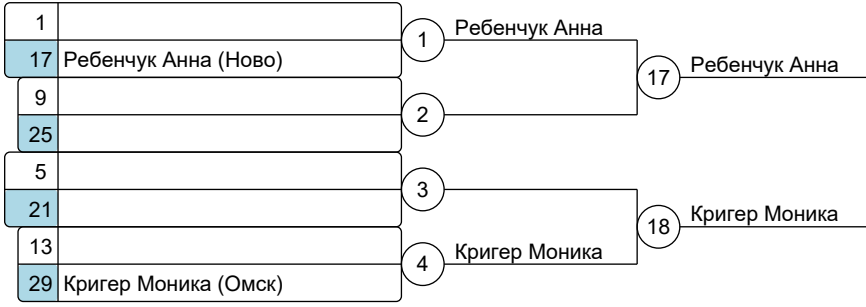 1
17 Ребенчук Анна (Ново)
1
Ребенчук Анна
9
25
2
17
Ребенчук Анна
5
21
3
13
29 Кригер Моника (Омск)
4
Кригер Моника
18
Кригер Моника